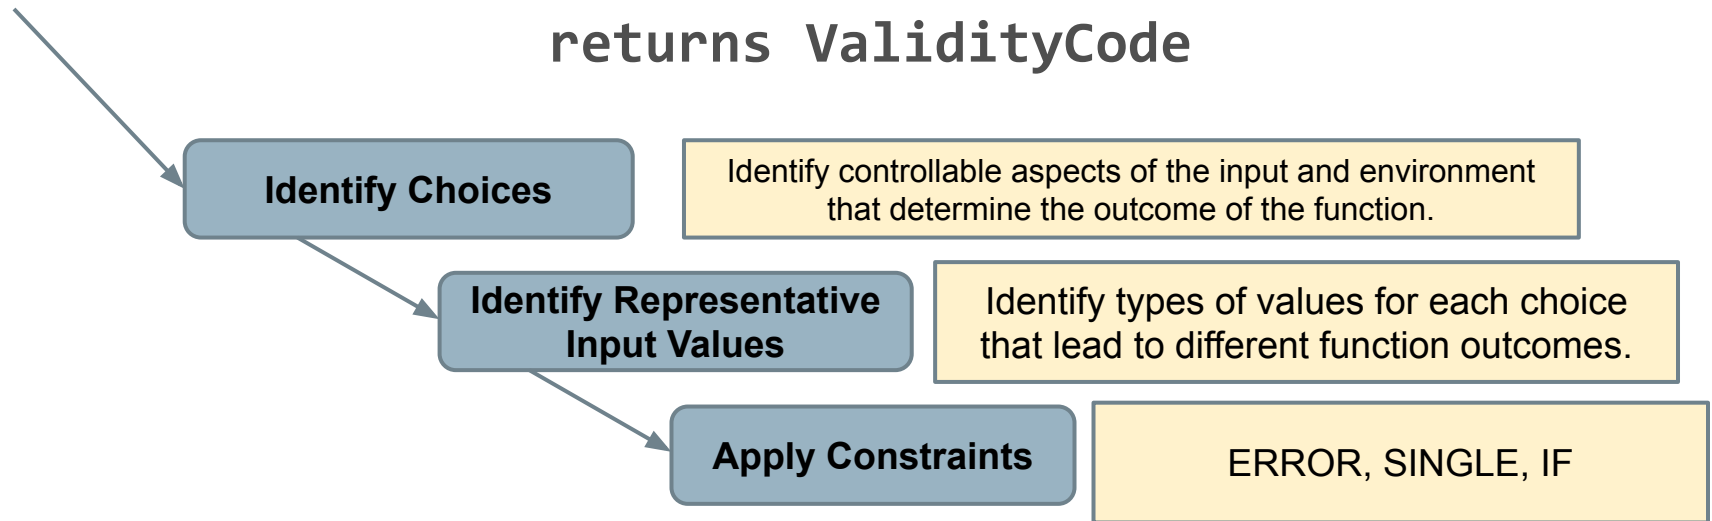 returns ValidityCode
Identify Choices
Identify controllable aspects of the input and environment
that determine the outcome of the function.
Identify Representative
Input Values
Identify types of values for each choice
that lead to different function outcomes.
Apply Constraints
ERROR, SINGLE, IF